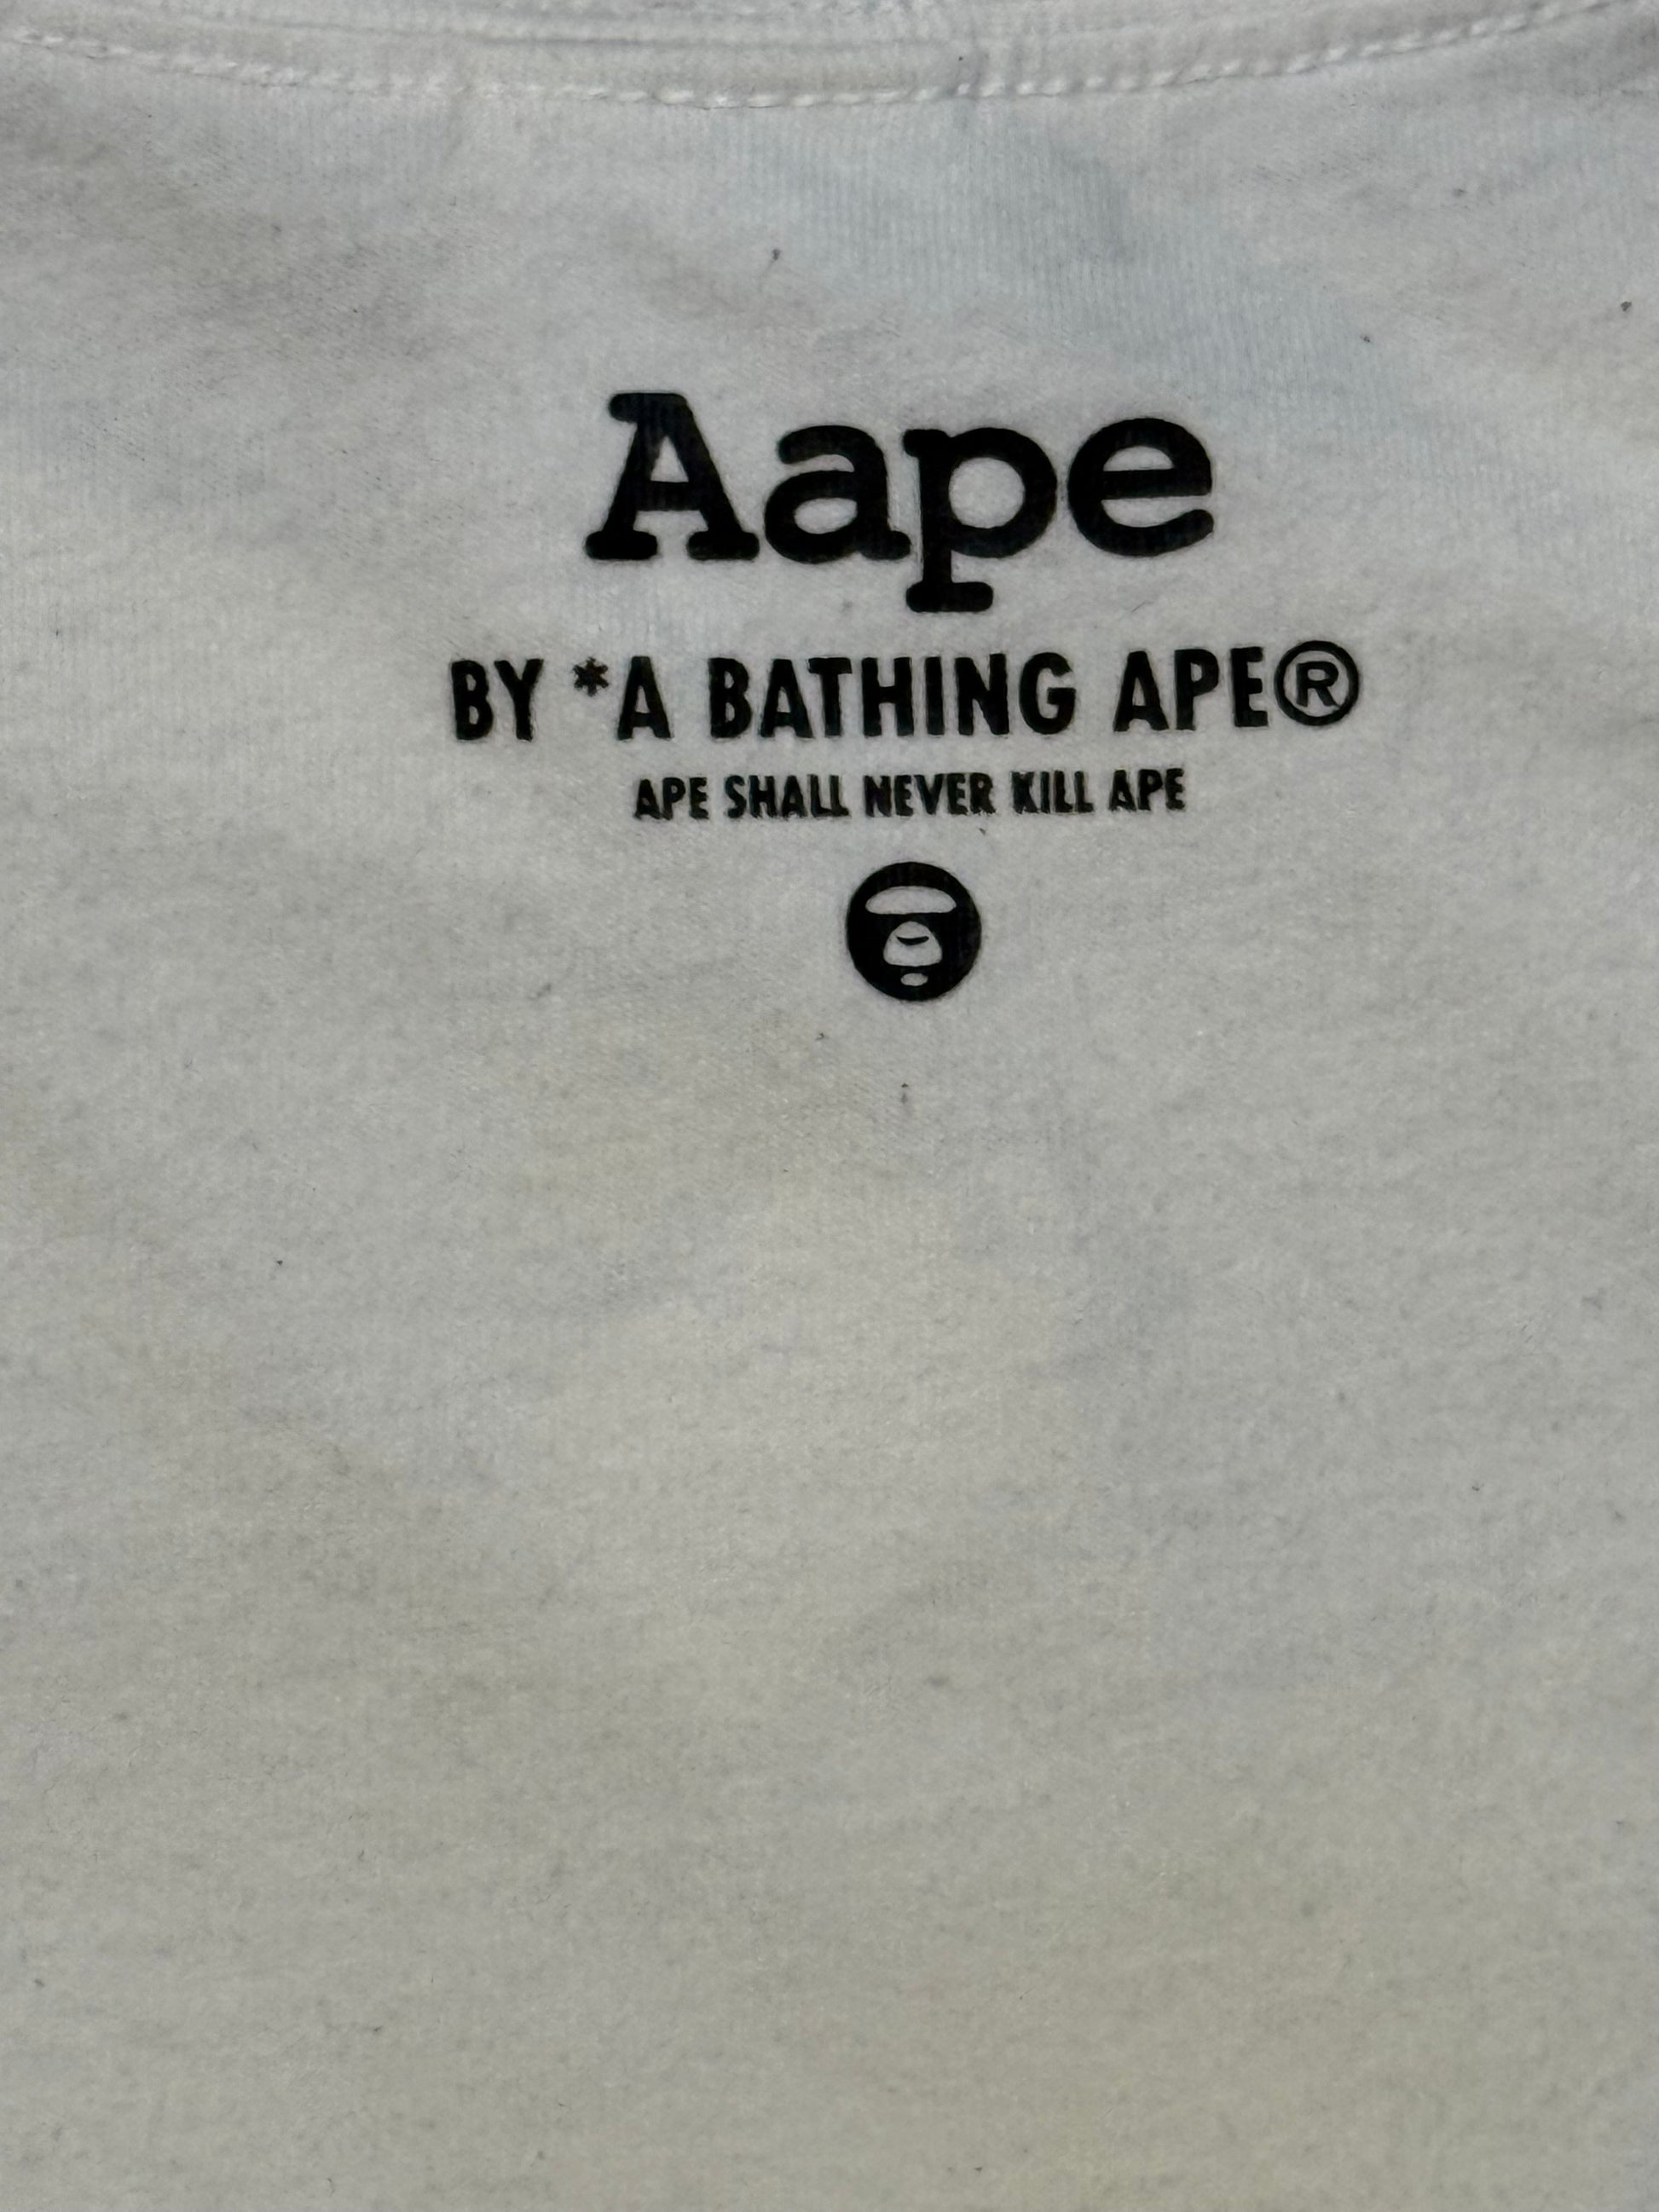 Aape
BY *A BATHING APE®
APE SHALL NEVER KILL APE